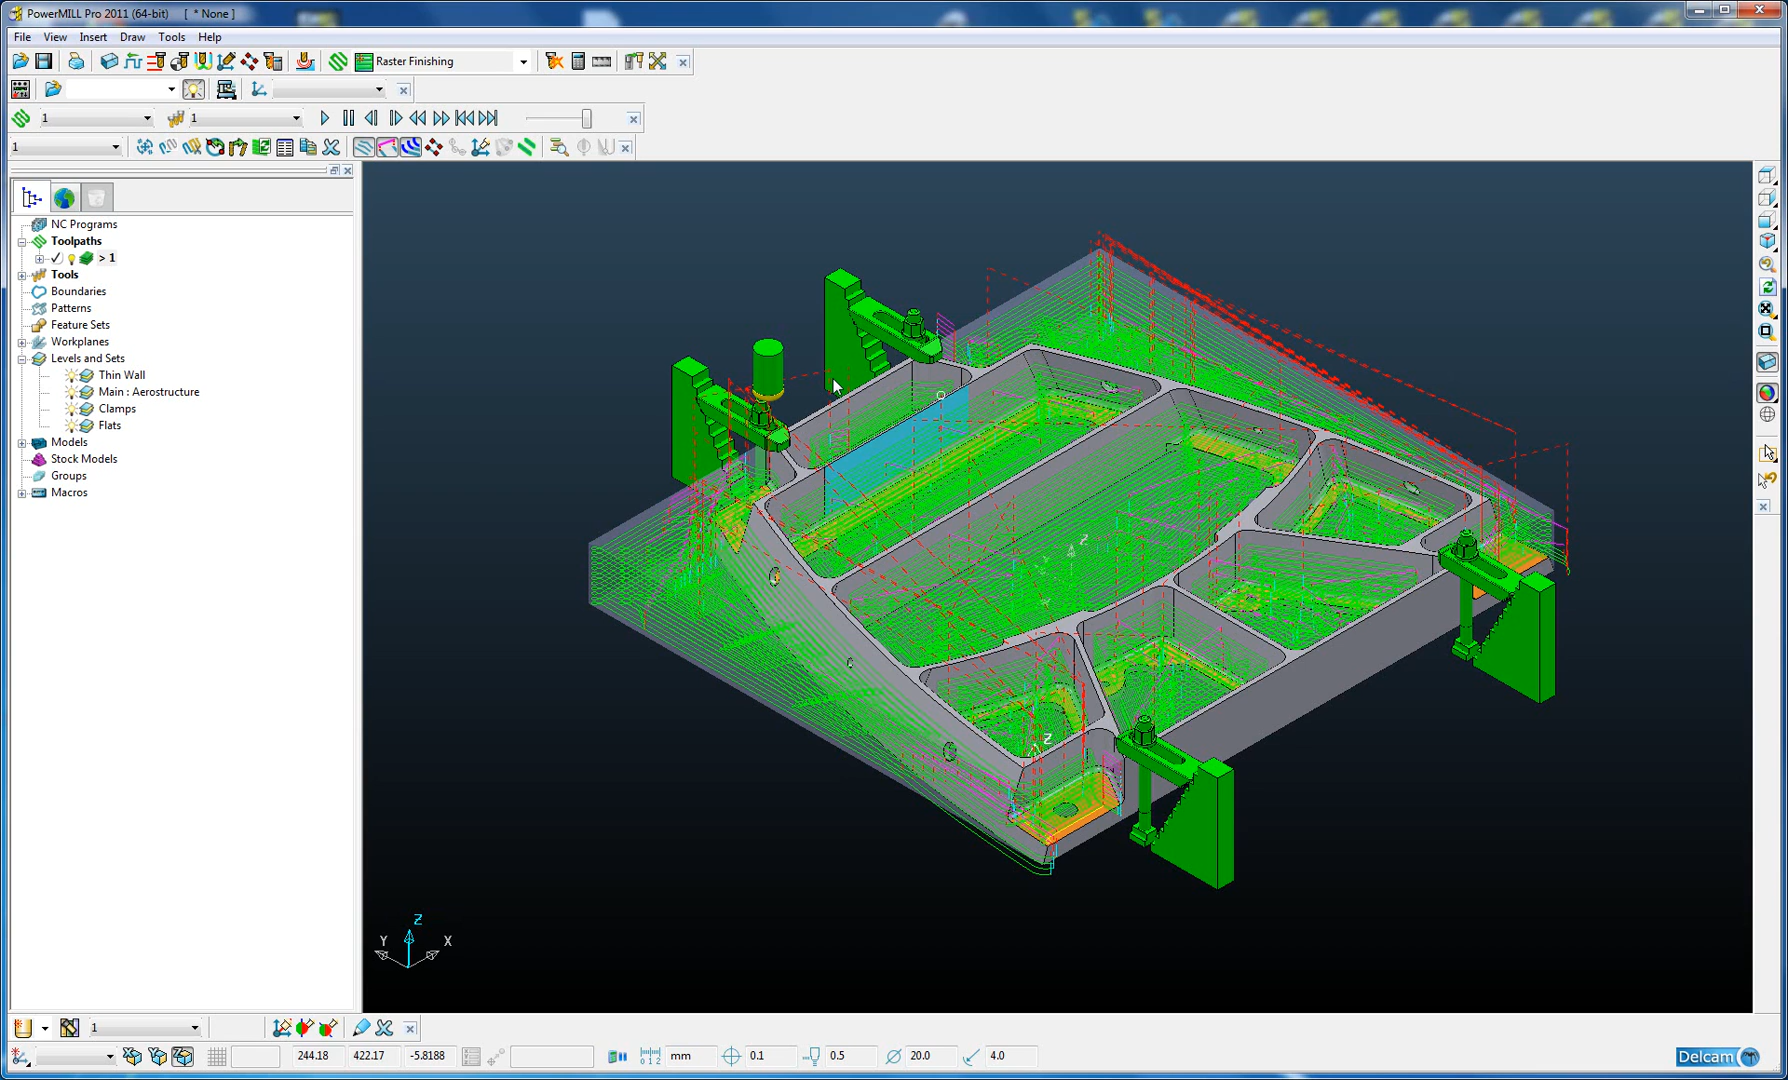 PowerMILL Pro 2011 (64-bit) [ * None ]
File View Insert Draw Tools Help
Raster Finishing
1 1
1
NC Programs
Toolpaths
> 1
Tools
Boundaries
Patterns
Feature Sets
Workplanes
Levels and Sets
Thin Wall
Main : Aerostructure
Clamps
Flats
Models
Stock Models
Groups
Macros
Z
Z
Z
Y X
1
244.18 422.17 -5.8188 mm 0.1 0.5 20.0 4.0
Delcam